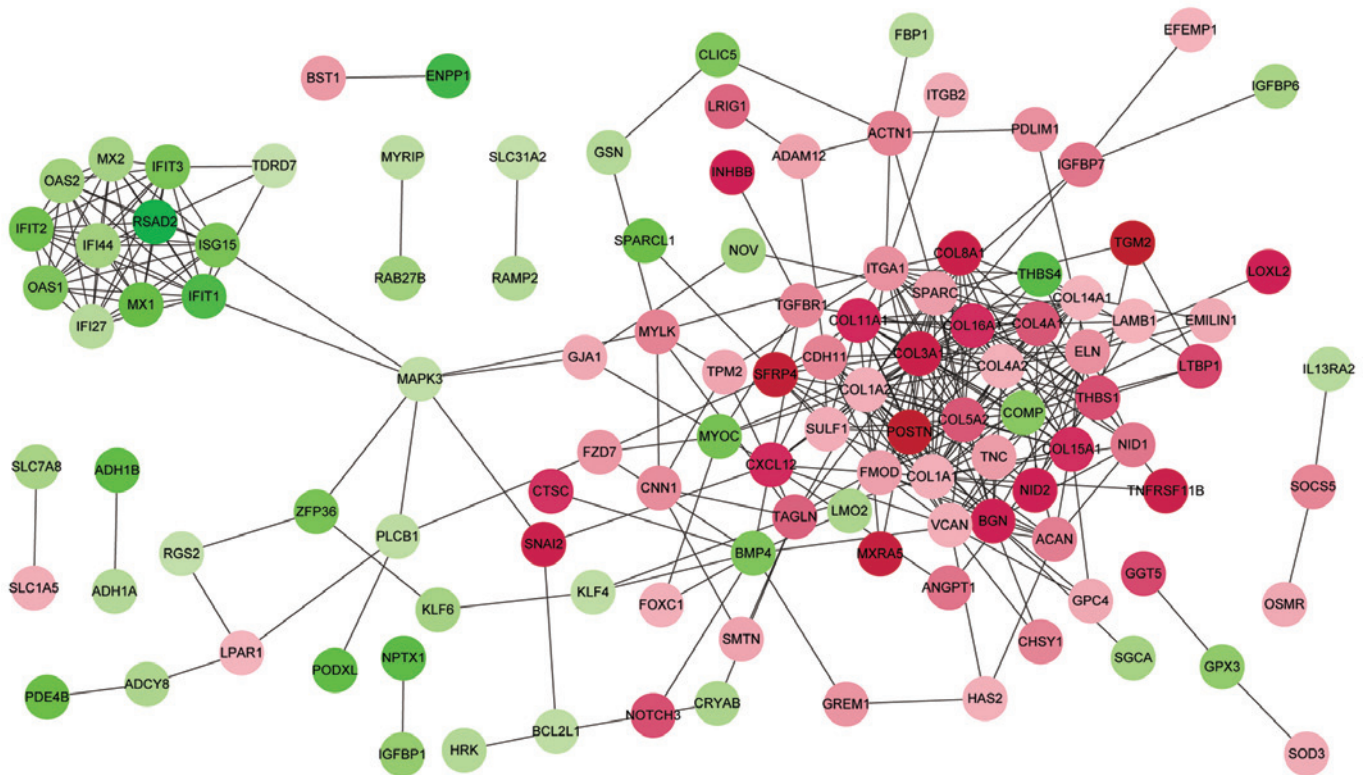 EFEMP1
FBP1
CLIC5
BST1
ENPP1
IGFBP6
ITGB2
LRIG1
ACTN1
PDLIM1
GSN
ADAM12
MX2
IFIT3
TDRD7
MYRIP
SLC31A2
IGFBP7
INHBB
OAS2
RSAD2
IFIT2
IFI44
ISG15
SPARCL1
NOV
TGM2
COL8A1
ITGA1
THBS4
LOXL2
RAB27B
RAMP2
OAS1
MX1
IFIT1
SPARC
COL14A1
IFI27
TGFBR1
COL11A1
COL16A1
COL4A1
LAMB1
EMILIN1
MYLK
GJA1
CDH11
COL3A1
ELN
COL4A2
LTBP1
MAPK3
TPM2
SFRP4
COL1A2
IL13RA2
THBS1
COL5A2
COMP
SULF1
POSTN
MYOC
FZD7
COL15A1
NID1
TNC
SLC7A8
ADH1B
CXCL12
FMOD
COL1A1
CTSC
CNN1
NID2
TNFRSF11B
SOCS5
ZFP36
LMO2
TAGLN
BGN
VCAN
ACAN
PLCB1
SNAI2
RGS2
BMP4
MXRA5
GGT5
SLC1A5
ADH1A
KLF4
KLF6
FOXC1
ANGPT1
GPC4
OSMR
LPAR1
SMTN
CHSY1
SGCA
GPX3
PODXL
NPTX1
PDE4B
ADCY8
CRYAB
GREM1
HAS2
NOTCH3
BCL2L1
HRK
IGFBP1
SOD3